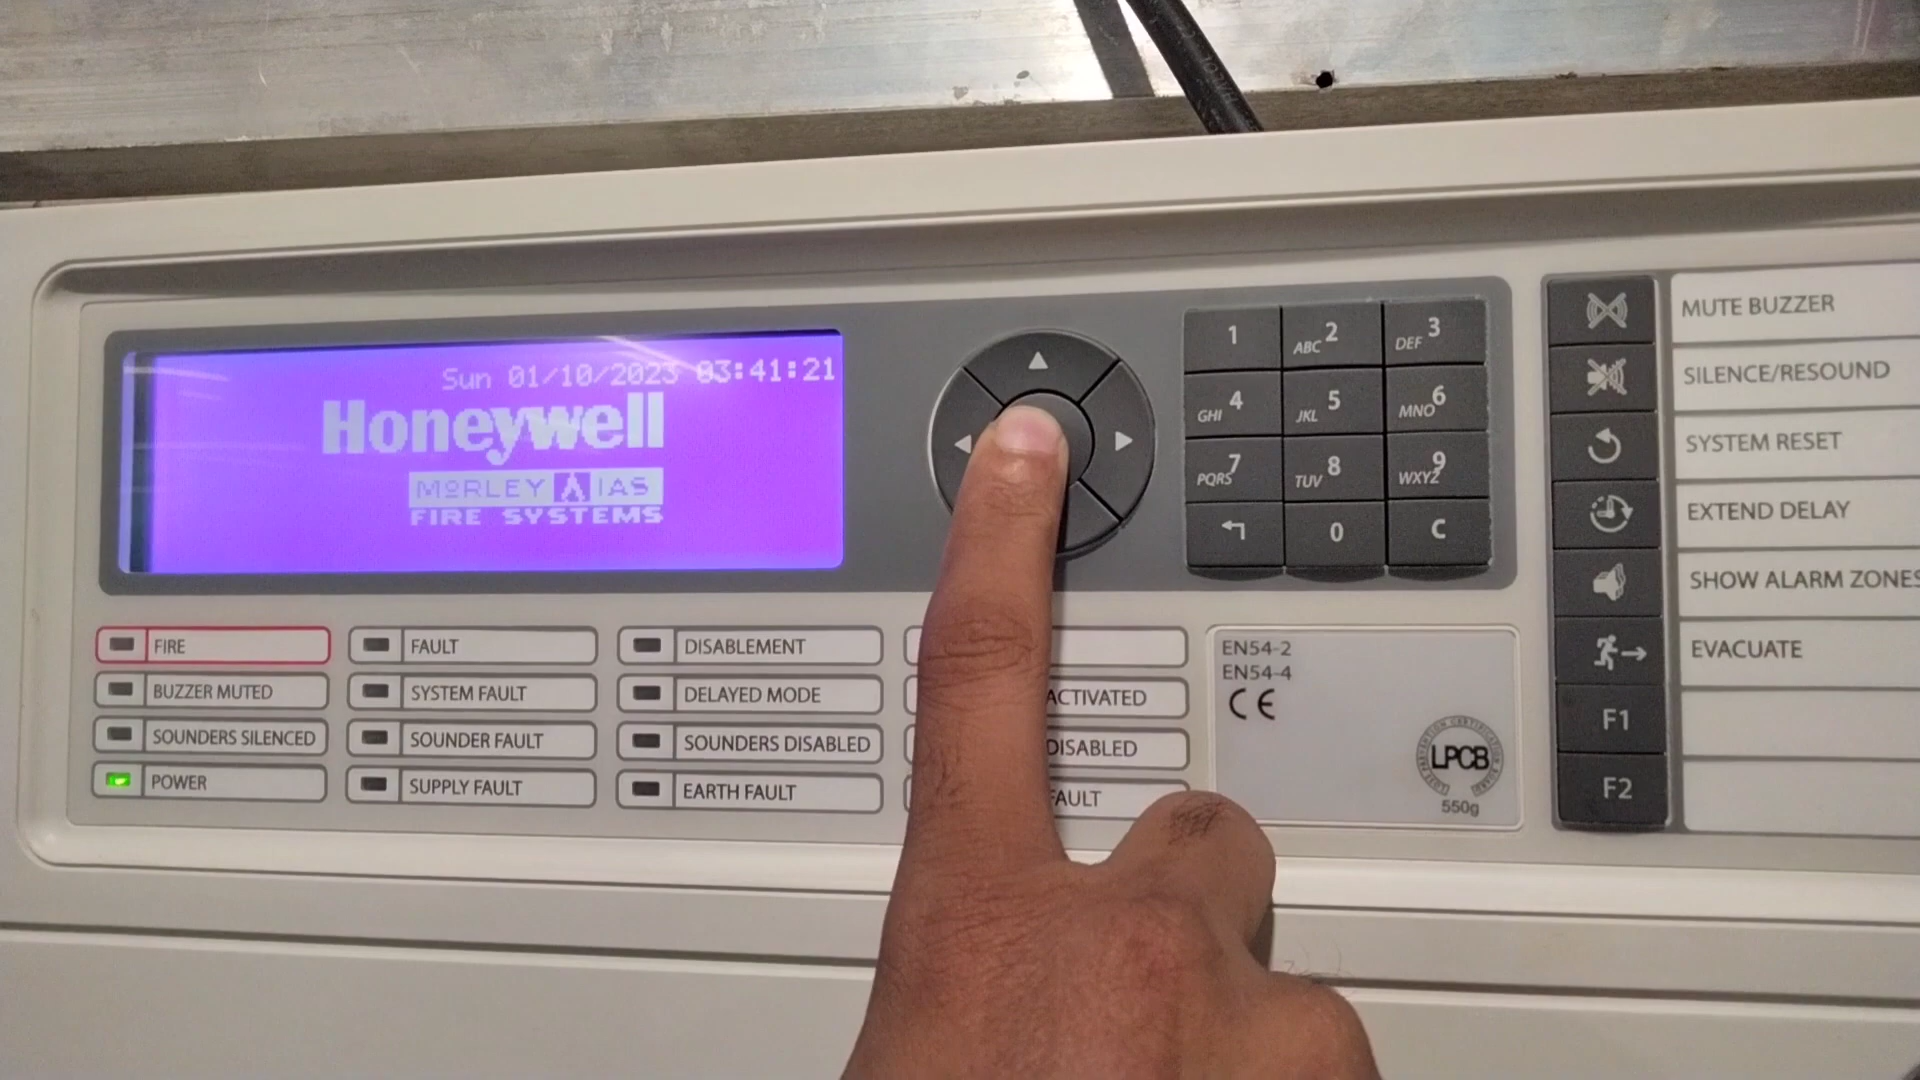 Sun 01/10/2023 03:41:21
Honeywell
MORLEY IAS
FIRE SYSTEMS
1
ABC 2
DEF 3
GHI 4
JKL 5
MNO 6
PQRS 7
TUV 8
WXYZ 9
0
C
MUTE BUZZER
SILENCE/RESOUND
SYSTEM RESET
EXTEND DELAY
SHOW ALARM ZONES
EVACUATE
F1
F2
FIRE
BUZZER MUTED
SOUNDERS SILENCED
POWER
FAULT
SYSTEM FAULT
SOUNDER FAULT
SUPPLY FAULT
DISABLEMENT
DELAYED MODE
SOUNDERS DISABLED
EARTH FAULT
ACTIVATED
DISABLED
FAULT
EN54-2
EN54-4
CE
LPCB
550g